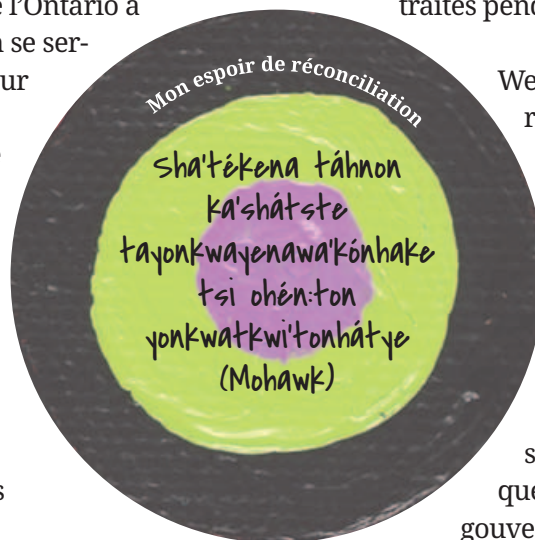 l'Ontario a
se ser-
ur
Mon espoir de réconciliation
Sha'tékena táhnon
ka'shátste
tayonkwayenawa'kónhake
tsi ohén:ton
yonkwatkwi'tonhátye
(Mohawk)
s
traités pend
We
r
s
que
gouve